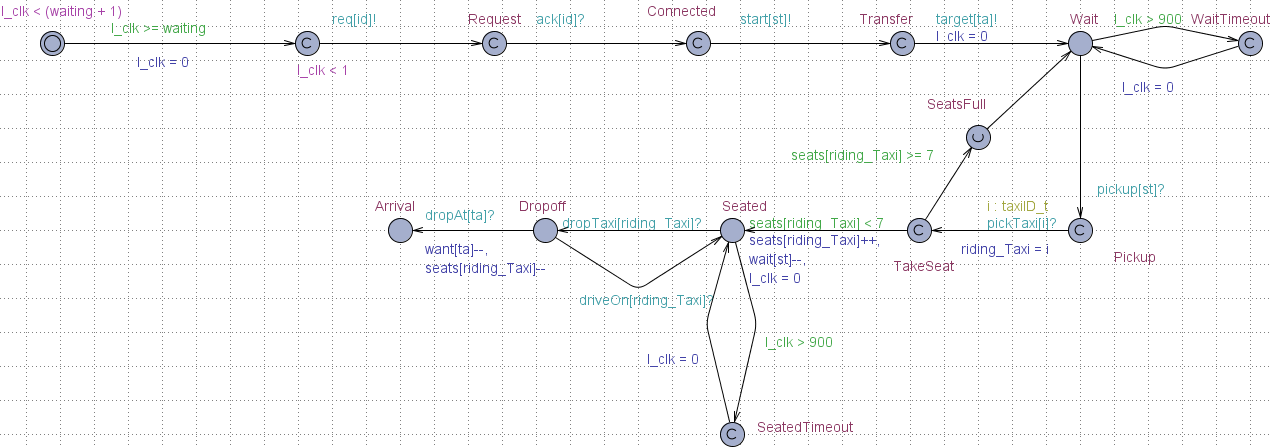 l_clk < (waiting + 1)
l_clk >= waiting
l_clk = 0
C
l_clk < 1
req[id]!
Request
C
ack[id]?
Connected
C
start[st]!
Transfer
C
target[ta]!
l_clk = 0
Wait
l_clk > 900
WaitTimeout
C
l_clk = 0
SeatsFull
U
seats[riding_Taxi] >= 7
pickup[st]?
Arrival
dropAt[ta]?
want[ta]--,
seats[riding_Taxi]--
Dropoff
dropTaxi[riding_Taxi]?
driveOn[riding_Taxi]?
Seated
seats[riding_Taxi] < 7
seats[riding_Taxi]++,
wait[st]--,
l_clk = 0
C
TakeSeat
i : taxiID_t
pickTaxi[i]?
riding_Taxi = i
C
Pickup
l_clk = 0
l_clk > 900
C
SeatedTimeout